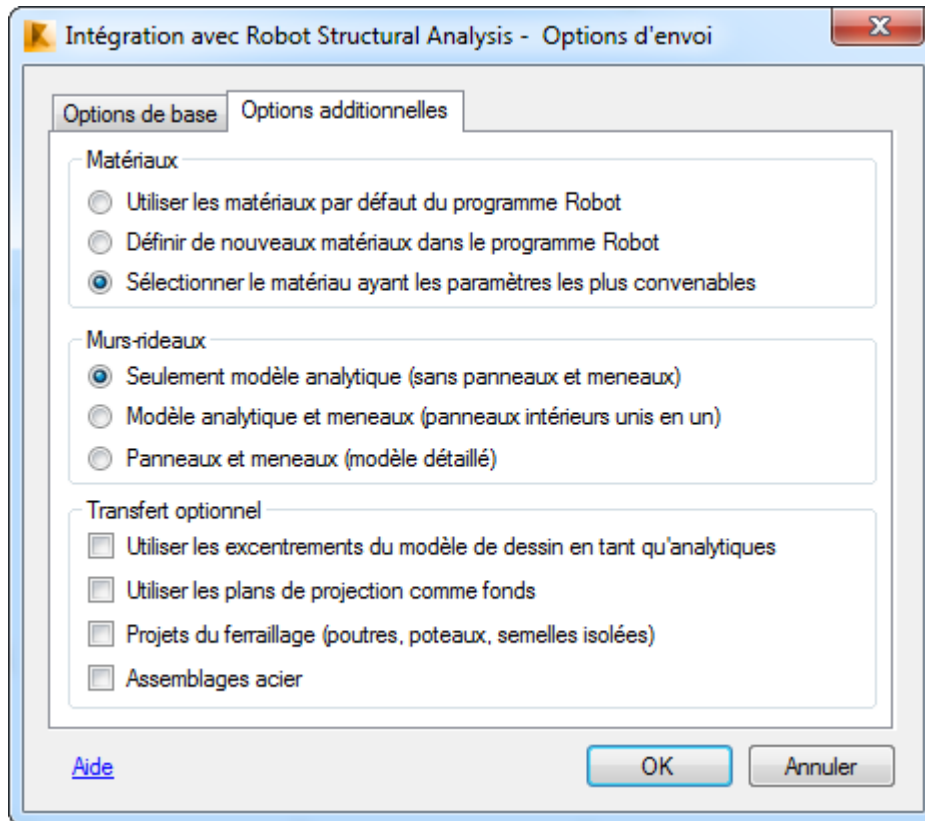 Intégration avec Robot Structural Analysis - Options d'envoi
Options de base
Options additionnelles
Matériaux
Utiliser les matériaux par défaut du programme Robot
Définir de nouveaux matériaux dans le programme Robot
Sélectionner le matériau ayant les paramètres les plus convenables
Murs-rideaux
Seulement modèle analytique (sans panneaux et meneaux)
Modèle analytique et meneaux (panneaux intérieurs unis en un)
Panneaux et meneaux (modèle détaillé)
Transfert optionnel
Utiliser les excentrements du modèle de dessin en tant qu'analytiques
Utiliser les plans de projection comme fonds
Projets du ferraillage (poutres, poteaux, semelles isolées)
Assemblages acier
Aide
OK
Annuler